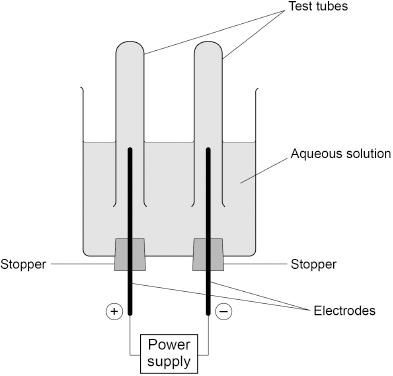 Test tubes
Aqueous solution
Stopper
Stopper
Electrodes
+
−
Power
supply